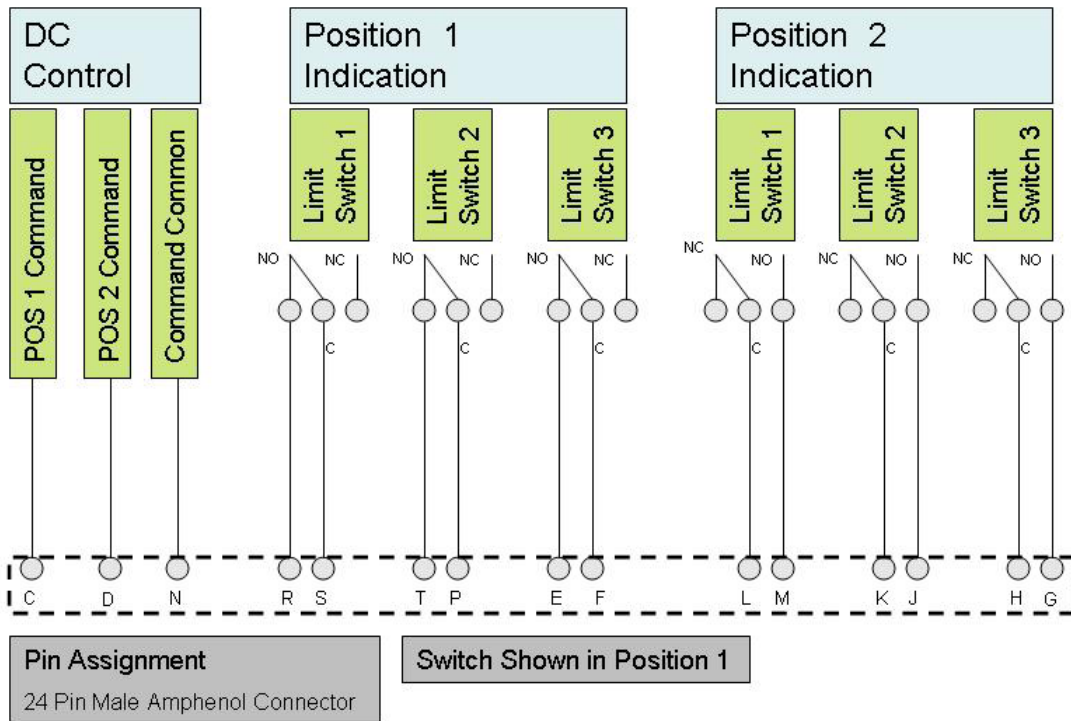 DC
Control
Position 1
Indication
Position 2
Indication
POS 1 Command
POS 2 Command
Command Common
Limit
Switch 1
Limit
Switch 2
Limit
Switch 3
Limit
Switch 1
Limit
Switch 2
Limit
Switch 3
NO NC NO NC NO NC NC NO NC NO NC NO
C C C C C C
C D N R S T P E F L M K J H G
Pin Assignment
24 Pin Male Amphenol Connector
Switch Shown in Position 1